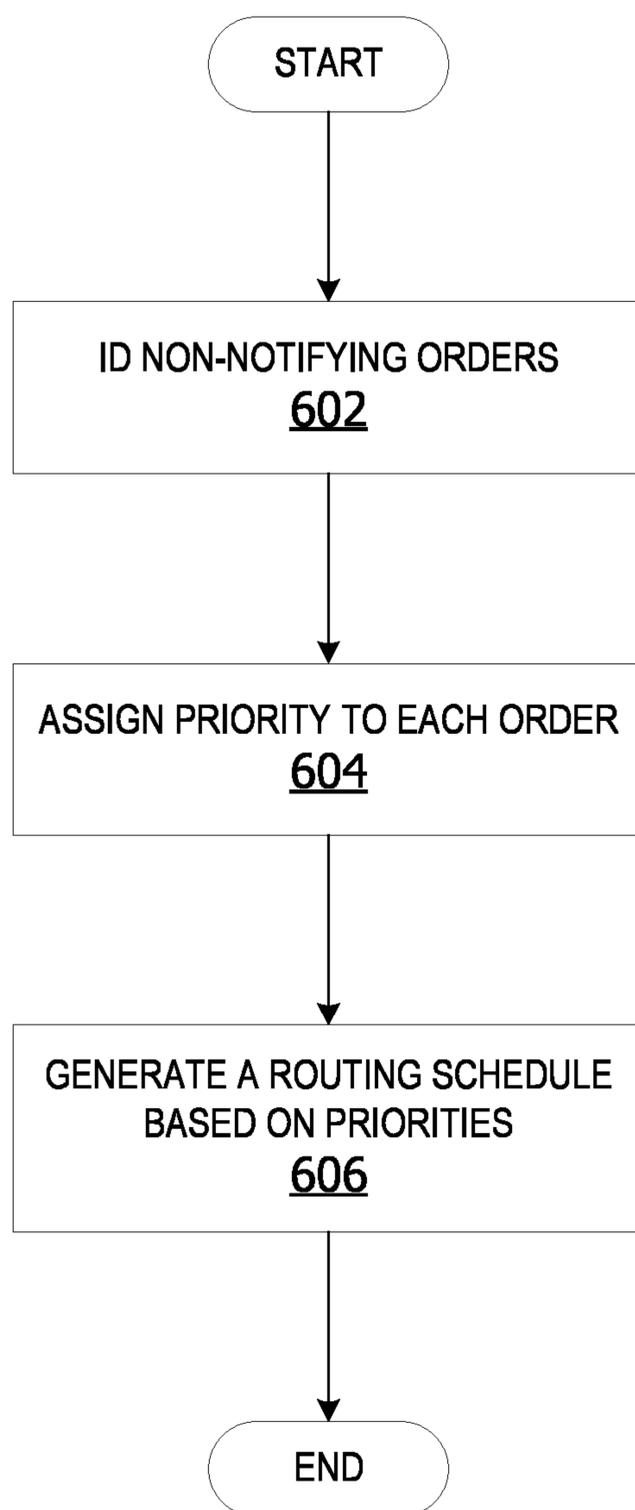 START
ID NON-NOTIFYING ORDERS
602
ASSIGN PRIORITY TO EACH ORDER
604
GENERATE A ROUTING SCHEDULE
BASED ON PRIORITIES
606
END